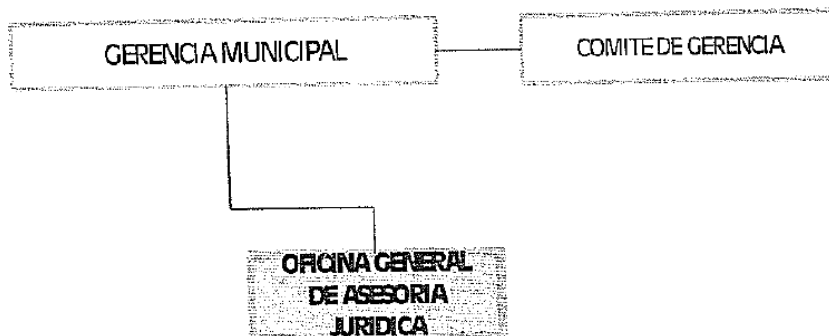 GERENCIA MUNICIPAL
COMITE DE GERENCIA
OFICINA GENERAL
DE ASESORIA
JURIDICA